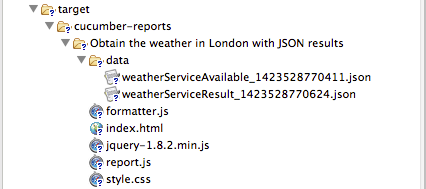 target
cucumber-reports
Obtain the weather in London with JSON results
data
weatherServiceAvailable_1423528770411.json
weatherServiceResult_1423528770624.json
formatter.js
index.html
jquery-1.8.2.min.js
report.js
style.css